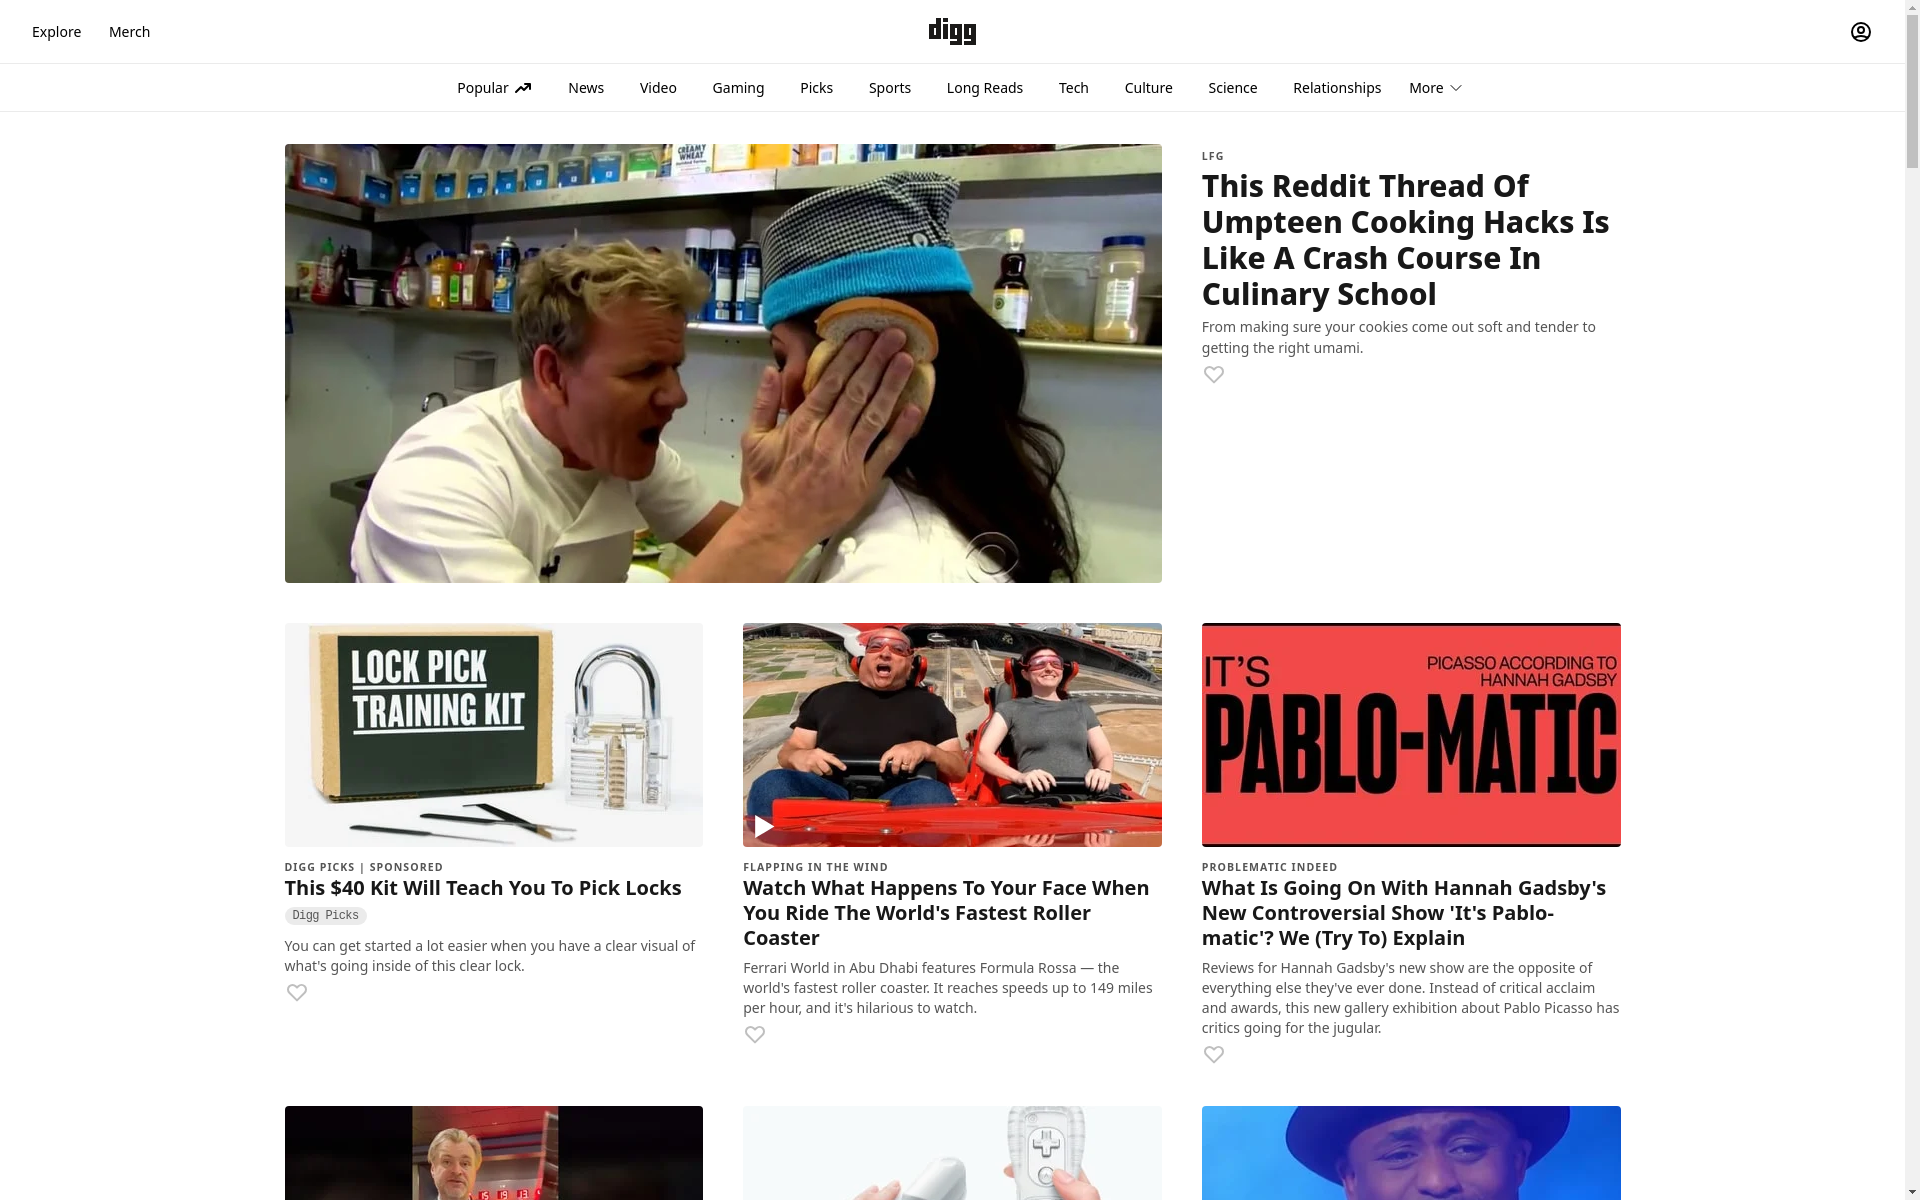 Explore
Merch
digg
Popular
News
Video
Gaming
Picks
Sports
Long Reads
Tech
Culture
Science
Relationships
More
CREAMY
WHEAT
LFG
This Reddit Thread Of
Umpteen Cooking Hacks Is
Like A Crash Course In
Culinary School
From making sure your cookies come out soft and tender to
getting the right umami.
LOCK PICK
TRAINING KIT
IT'S
PICASSO ACCORDING TO
HANNAH GADSBY
PABLO-MATIC
DIGG PICKS | SPONSORED
This $40 Kit Will Teach You To Pick Locks
Digg Picks
You can get started a lot easier when you have a clear visual of
what's going inside of this clear lock.
FLAPPING IN THE WIND
Watch What Happens To Your Face When
You Ride The World's Fastest Roller
Coaster
Ferrari World in Abu Dhabi features Formula Rossa — the
world's fastest roller coaster. It reaches speeds up to 149 miles
per hour, and it's hilarious to watch.
PROBLEMATIC INDEED
What Is Going On With Hannah Gadsby's
New Controversial Show 'It's Pablo-
matic'? We (Try To) Explain
Reviews for Hannah Gadsby's new show are the opposite of
everything else they've ever done. Instead of critical acclaim
and awards, this new gallery exhibition about Pablo Picasso has
critics going for the jugular.
15 19 13